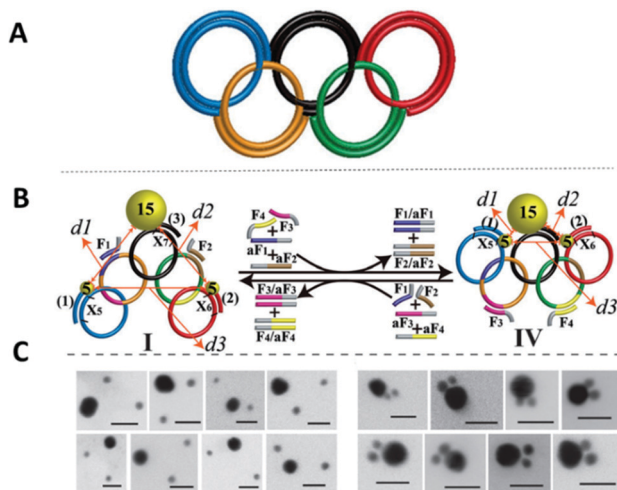 A
B
15
(3)
d1
d2
F1
X7
F2
5
5
(1)
X5
X6
(2)
I
d3
F4
F3
+
aF1
+aF2
F3/aF3
+
F4/aF4
F1/aF1
+
F2/aF2
F1
F2
+
aF3
+aF4
d1
d2
15
(1)
(2)
X5
5
5
X6
F3
F4
IV
d3
C